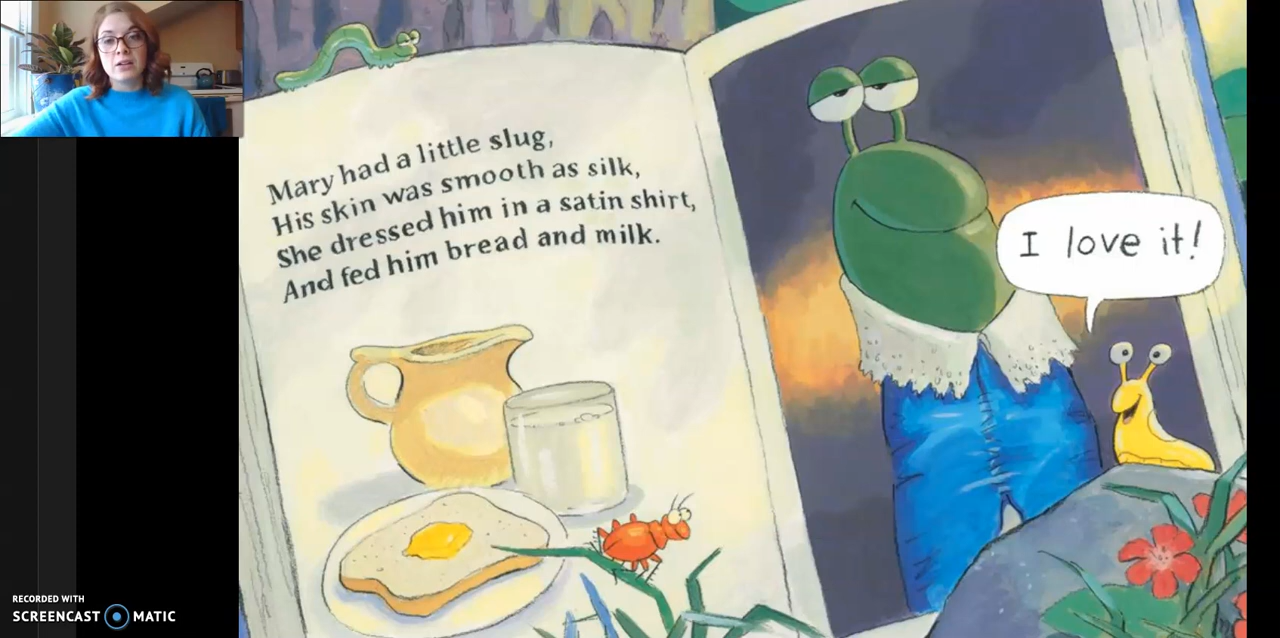 Mary had a little slug,
His skin was smooth as silk,
She dressed him in a satin shirt,
And fed him bread and milk.
I love it!
RECORDED WITH
SCREENCAST MATIC